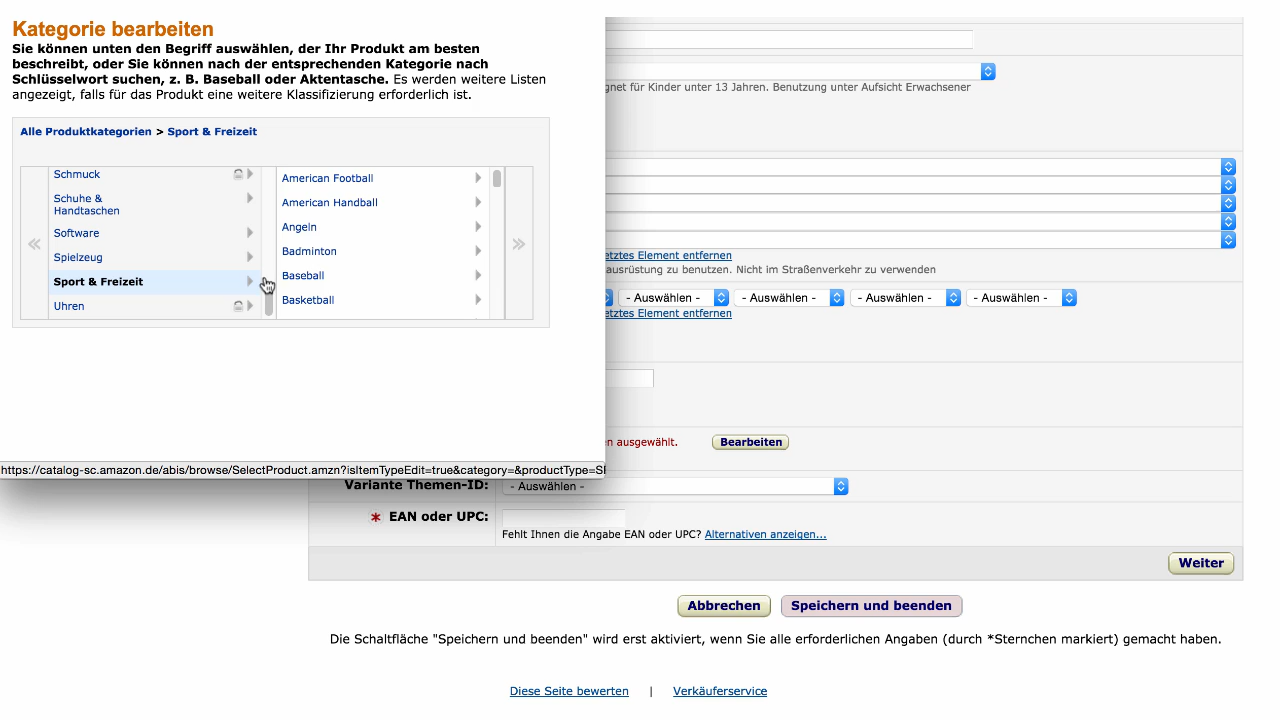 Kategorie bearbeiten
Sie können unten den Begriff auswählen, der Ihr Produkt am besten
beschreibt, oder Sie können nach der entsprechenden Kategorie nach
Schlüsselwort suchen, z. B. Baseball oder Aktentasche. Es werden weitere Listen
angezeigt, falls für das Produkt eine weitere Klassifizierung erforderlich ist.
Alle Produktkategorien > Sport & Freizeit
Schmuck
Schuhe &
Handtaschen
Software
Spielzeug
Sport & Freizeit
Uhren
American Football
American Handball
Angeln
Badminton
Baseball
Basketball
gnet für Kinder unter 13 Jahren. Benutzung unter Aufsicht Erwachsener
etztes Element entfernen
ausrüstung zu benutzen. Nicht im Straßenverkehr zu verwenden
- Auswählen - - Auswählen - - Auswählen - - Auswählen -
etztes Element entfernen
n ausgewählt. Bearbeiten
https://catalog-sc.amazon.de/abis/browse/SelectProduct.amzn?isItemTypeEdit=true&category=&productType=SP
Variante Themen-ID: - Auswählen -
* EAN oder UPC:
Fehlt Ihnen die Angabe EAN oder UPC? Alternativen anzeigen...
Weiter
Abbrechen Speichern und beenden
Die Schaltfläche "Speichern und beenden" wird erst aktiviert, wenn Sie alle erforderlichen Angaben (durch *Sternchen markiert) gemacht haben.
Diese Seite bewerten | Verkäuferservice